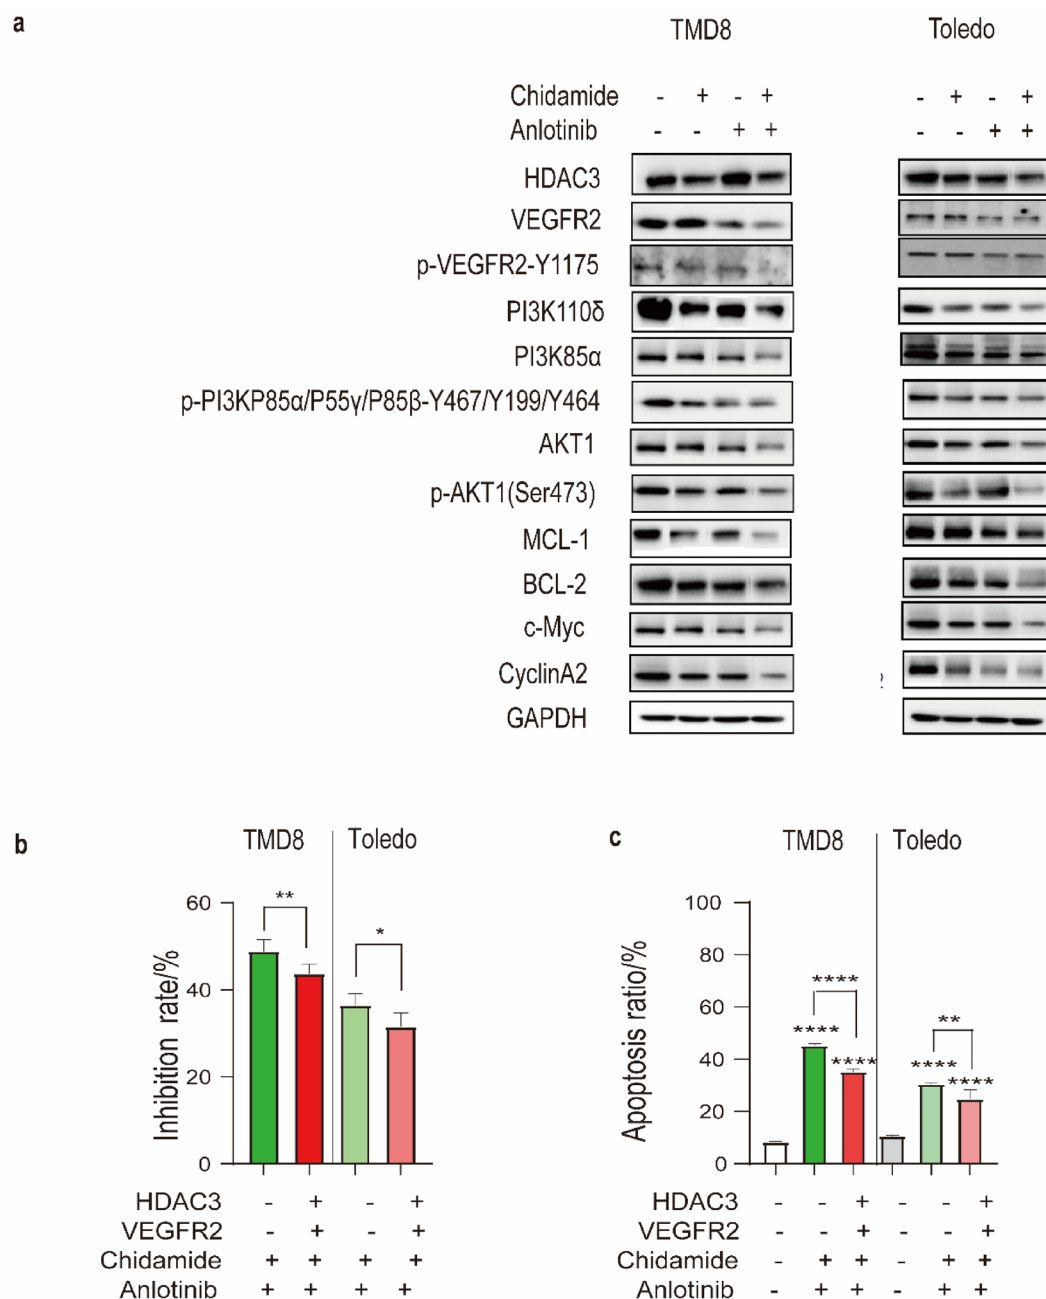 a
TMD8 Toledo
Chidamide - + - + - + - +
Anlotinib - - + + - - + +
HDAC3
VEGFR2
p-VEGFR2-Y1175
PI3K110δ
PI3K85α
p-PI3KP85α/P55γ/P85β-Y467/Y199/Y464
AKT1
p-AKT1(Ser473)
MCL-1
BCL-2
c-Myc
CyclinA2
GAPDH
b
TMD8 Toledo
Inhibition rate/%
60
40
20
0
**
*
HDAC3 - + - +
VEGFR2 - + - +
Chidamide + + + +
Anlotinib + + + +
c
TMD8 Toledo
Apoptosis ratio/%
100
80
60
40
20
0
****
**** ****
**
**** ****
HDAC3 - - + - - +
VEGFR2 - - + - - +
Chidamide - + + - + +
Anlotinib - + + - + +